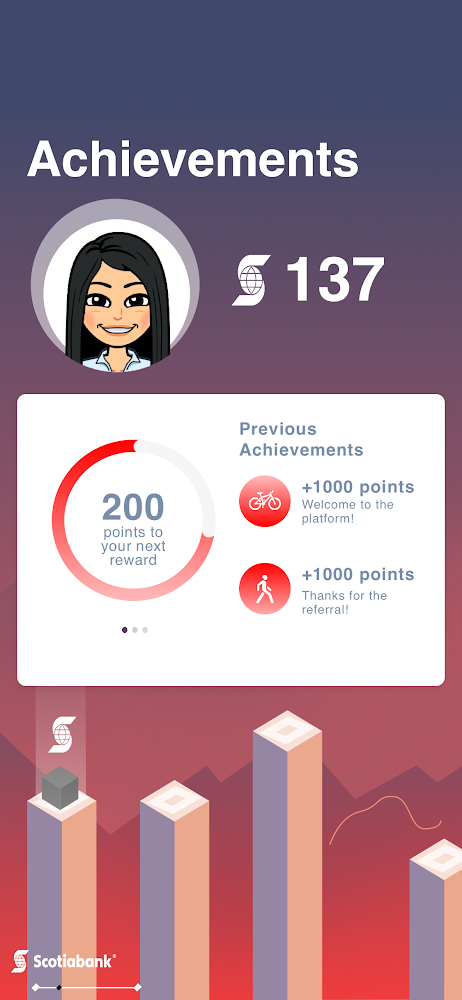 Achievements
137
Previous
Achievements
200
points to
your next
reward
+1000 points
Welcome to the
platform!
+1000 points
Thanks for the
referral!
Scotiabank®